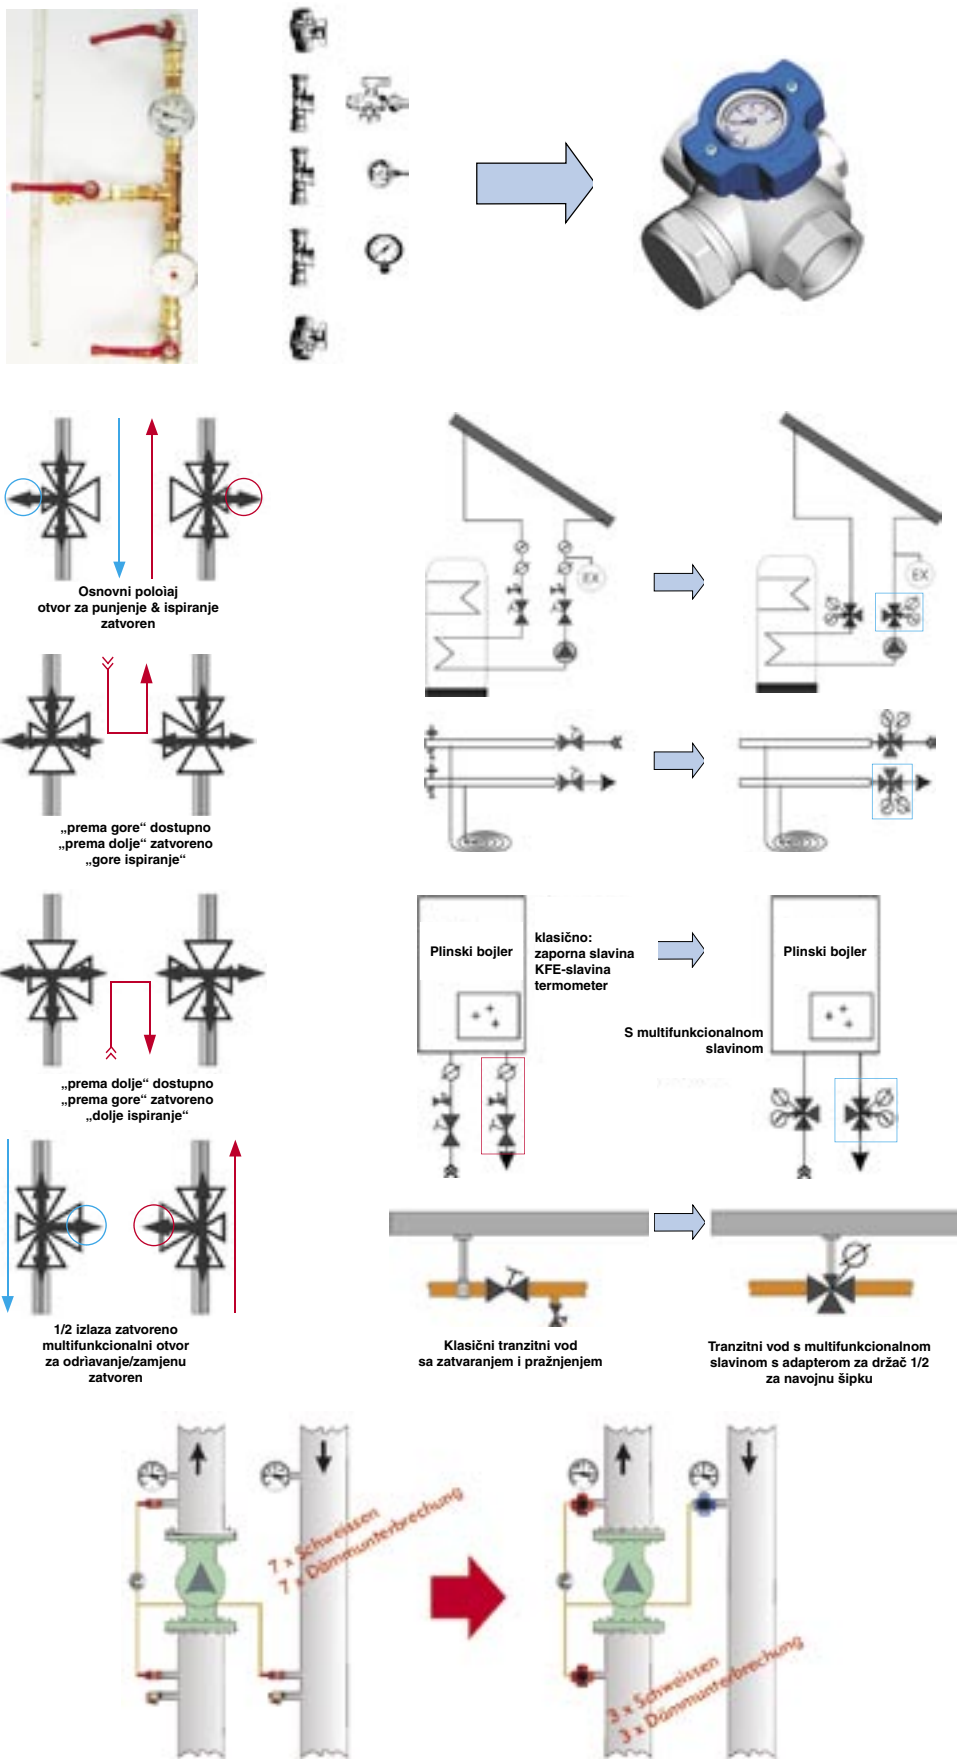 Osnovni poloìaj
otvor za punjenje & ispiranje
zatvoren
„prema gore“ dostupno
„prema dolje“ zatvoreno
„gore ispiranje“
„prema dolje“ dostupno
„prema gore“ zatvoreno
„dolje ispiranje“
1/2 izlaza zatvoreno
multifunkcionalni otvor
za odrìavanje/zamjenu
zatvoren
EX
EX
Plinski bojler
klasično:
zaporna slavina
KFE-slavina
termometer
Plinski bojler
S multifunkcionalnom
slavinom
Klasični tranzitni vod
sa zatvaranjem i pražnjenjem
Tranzitni vod s multifunkcionalnom
slavinom s adapterom za držač 1/2
za navojnu šipku
7 x Schweissen
7 x Dämmunterbrechung
3 x Schweissen
3 x Dämmunterbrechung